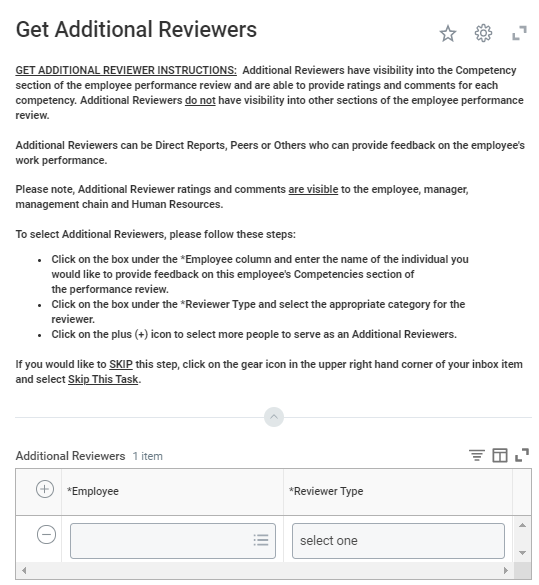 Get Additional Reviewers
GET ADDITIONAL REVIEWER INSTRUCTIONS: Additional Reviewers have visibility into the Competency
section of the employee performance review and are able to provide ratings and comments for each
competency. Additional Reviewers do not have visibility into other sections of the employee performance
review.
Additional Reviewers can be Direct Reports, Peers or Others who can provide feedback on the employee's
work performance.
Please note, Additional Reviewer ratings and comments are visible to the employee, manager,
management chain and Human Resources.
To select Additional Reviewers, please follow these steps:
• Click on the box under the *Employee column and enter the name of the individual you
would like to provide feedback on this employee's Competencies section of
the performance review.
• Click on the box under the *Reviewer Type and select the appropriate category for the
reviewer.
• Click on the plus (+) icon to select more people to serve as an Additional Reviewers.
If you would like to SKIP this step, click on the gear icon in the upper right hand corner of your inbox item
and select Skip This Task.
Additional Reviewers 1 item
*Employee *Reviewer Type
select one